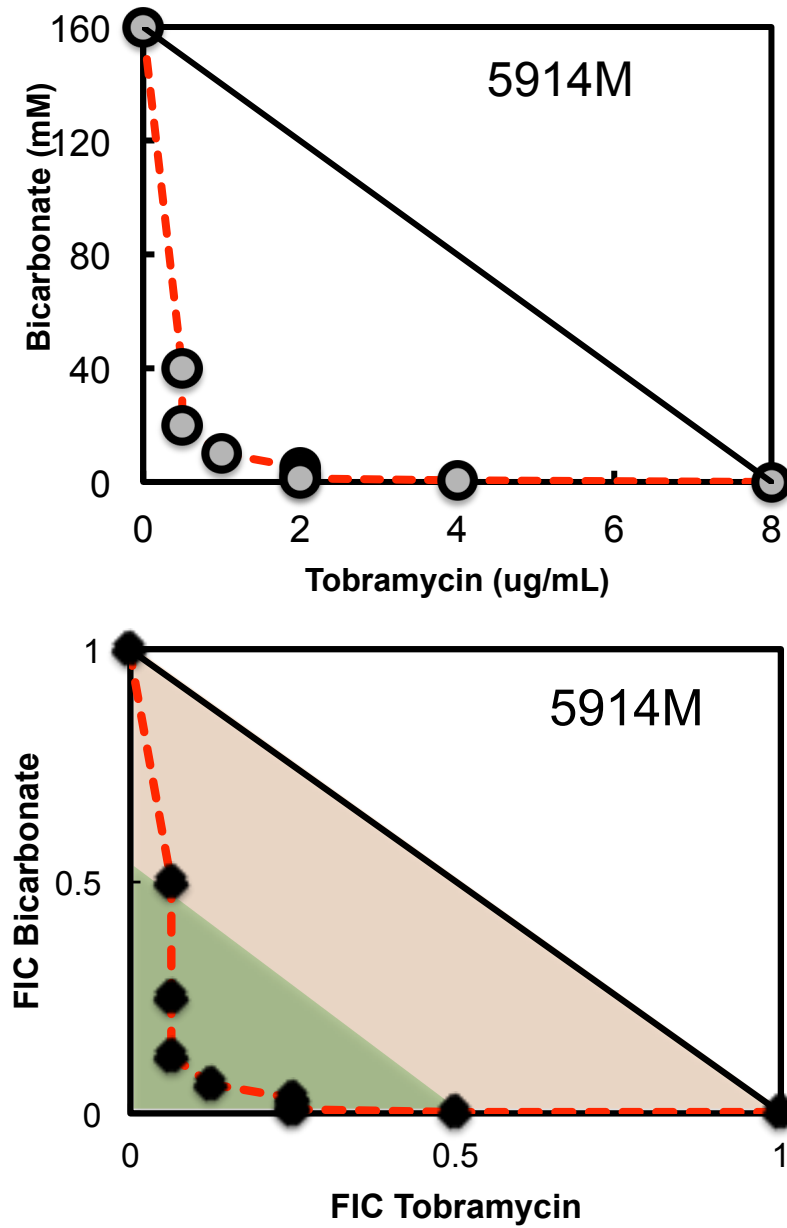 160
5914M
120
80
40
0
Bicarbonate (mM)
0 2 4 6 8
Tobramycin (ug/mL)
1
5914M
0.5
0
FIC Bicarbonate
0 0.5 1
FIC Tobramycin